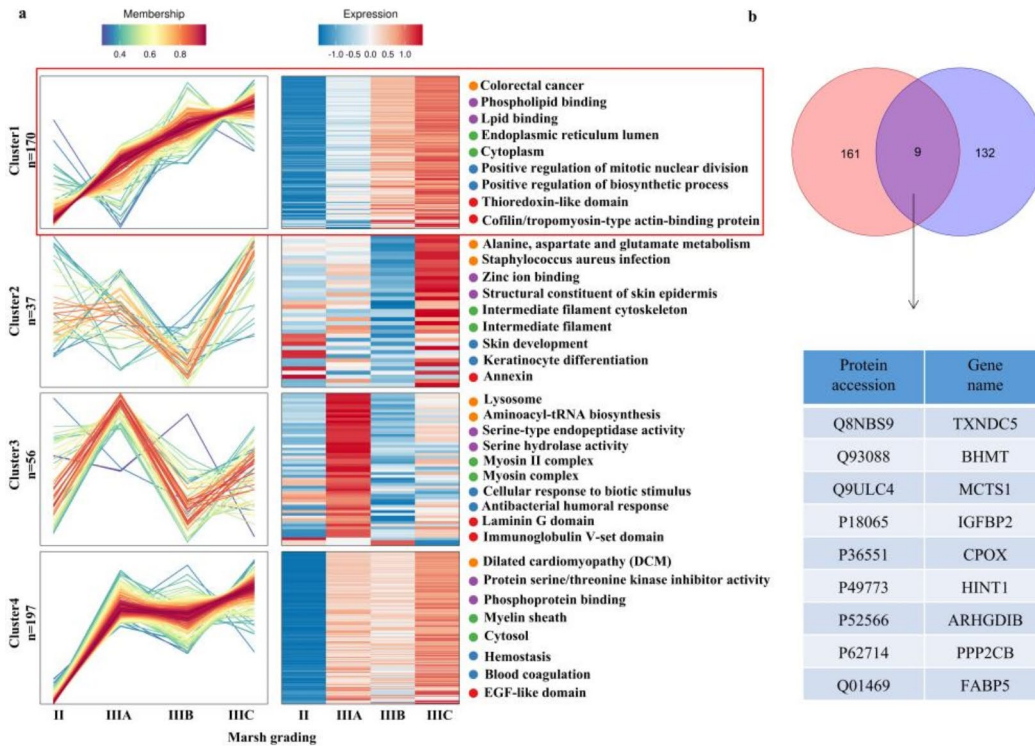 a
Membership
0.4 0.6 0.8
Expression
-1.0 -0.5 0.0 0.5 1.0
b
Cluster1
n=170
Colorectal cancer
Phospholipid binding
Lpid binding
Endoplasmic reticulum lumen
Cytoplasm
Positive regulation of mitotic nuclear division
Positive regulation of biosynthetic process
Thioredoxin-like domain
Cofilin/tropomyosin-type actin-binding protein
Cluster2
n=37
Alanine, aspartate and glutamate metabolism
Staphylococcus aureus infection
Zinc ion binding
Structural constituent of skin epidermis
Intermediate filament cytoskeleton
Intermediate filament
Skin development
Keratinocyte differentiation
Annexin
Cluster3
n=56
Lysosome
Aminoacyl-tRNA biosynthesis
Serine-type endopeptidase activity
Serine hydrolase activity
Myosin II complex
Myosin complex
Cellular response to biotic stimulus
Antibacterial humoral response
Laminin G domain
Immunoglobulin V-set domain
Cluster4
n=197
Dilated cardiomyopathy (DCM)
Protein serine/threonine kinase inhibitor activity
Phosphoprotein binding
Myelin sheath
Cytosol
Hemostasis
Blood coagulation
EGF-like domain
II IIIA IIIB IIIC II IIIA IIIB IIIC
Marsh grading
161 9 132
Protein accession Gene name
Q8NBS9 TXNDC5
Q93088 BHMT
Q9ULC4 MCTS1
P18065 IGFBP2
P36551 CPOX
P49773 HINT1
P52566 ARHGDIB
P62714 PPP2CB
Q01469 FABP5